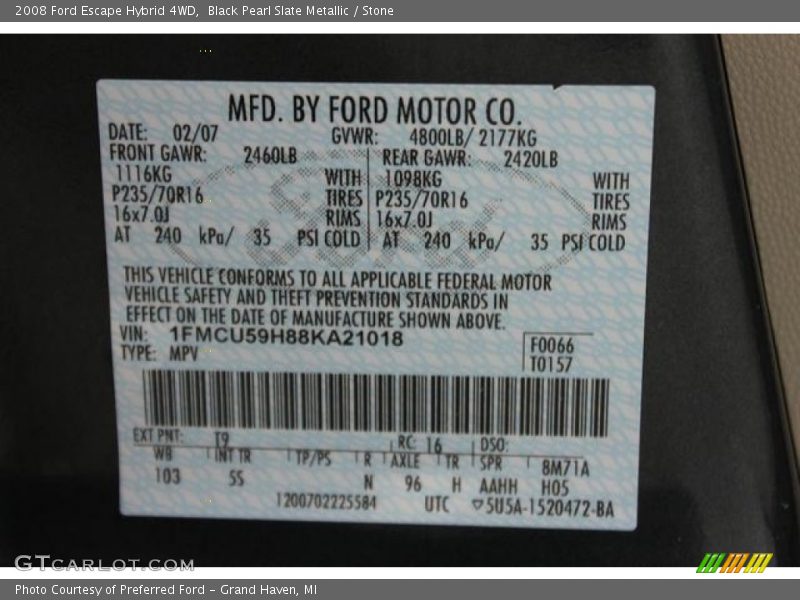 2008 Ford Escape Hybrid 4WD,  Black Pearl Slate Metallic / Stone
MFD. BY FORD MOTOR CO.
DATE: 02/07 GVWR: 4800LB/ 2177KG
FRONT GAWR: 2460LB REAR GAWR: 2420LB
1116KG WITH 1098KG WITH
P235/70R16 TIRES P235/70R16 TIRES
16x7.0J RIMS 16x7.0J RIMS
AT 240 kPa/ 35 PSI COLD AT 240 kPa/ 35 PSI COLD
THIS VEHICLE CONFORMS TO ALL APPLICABLE FEDERAL MOTOR
VEHICLE SAFETY AND THEFT PREVENTION STANDARDS IN
EFFECT ON THE DATE OF MANUFACTURE SHOWN ABOVE.
VIN: 1FMCU59H88KA21018
TYPE: MPV
F0066
T0157
EXT PNT: T9 RC: 16 DSO:
WB INT TR TP/PS R AXLE TR SPR 8M71A
103 SS N 96 H AAHH H05
1200702225584 UTC ▽5U5A-1520472-BA
GTCARLOT.COM
Photo Courtesy of Preferred Ford – Grand Haven, MI